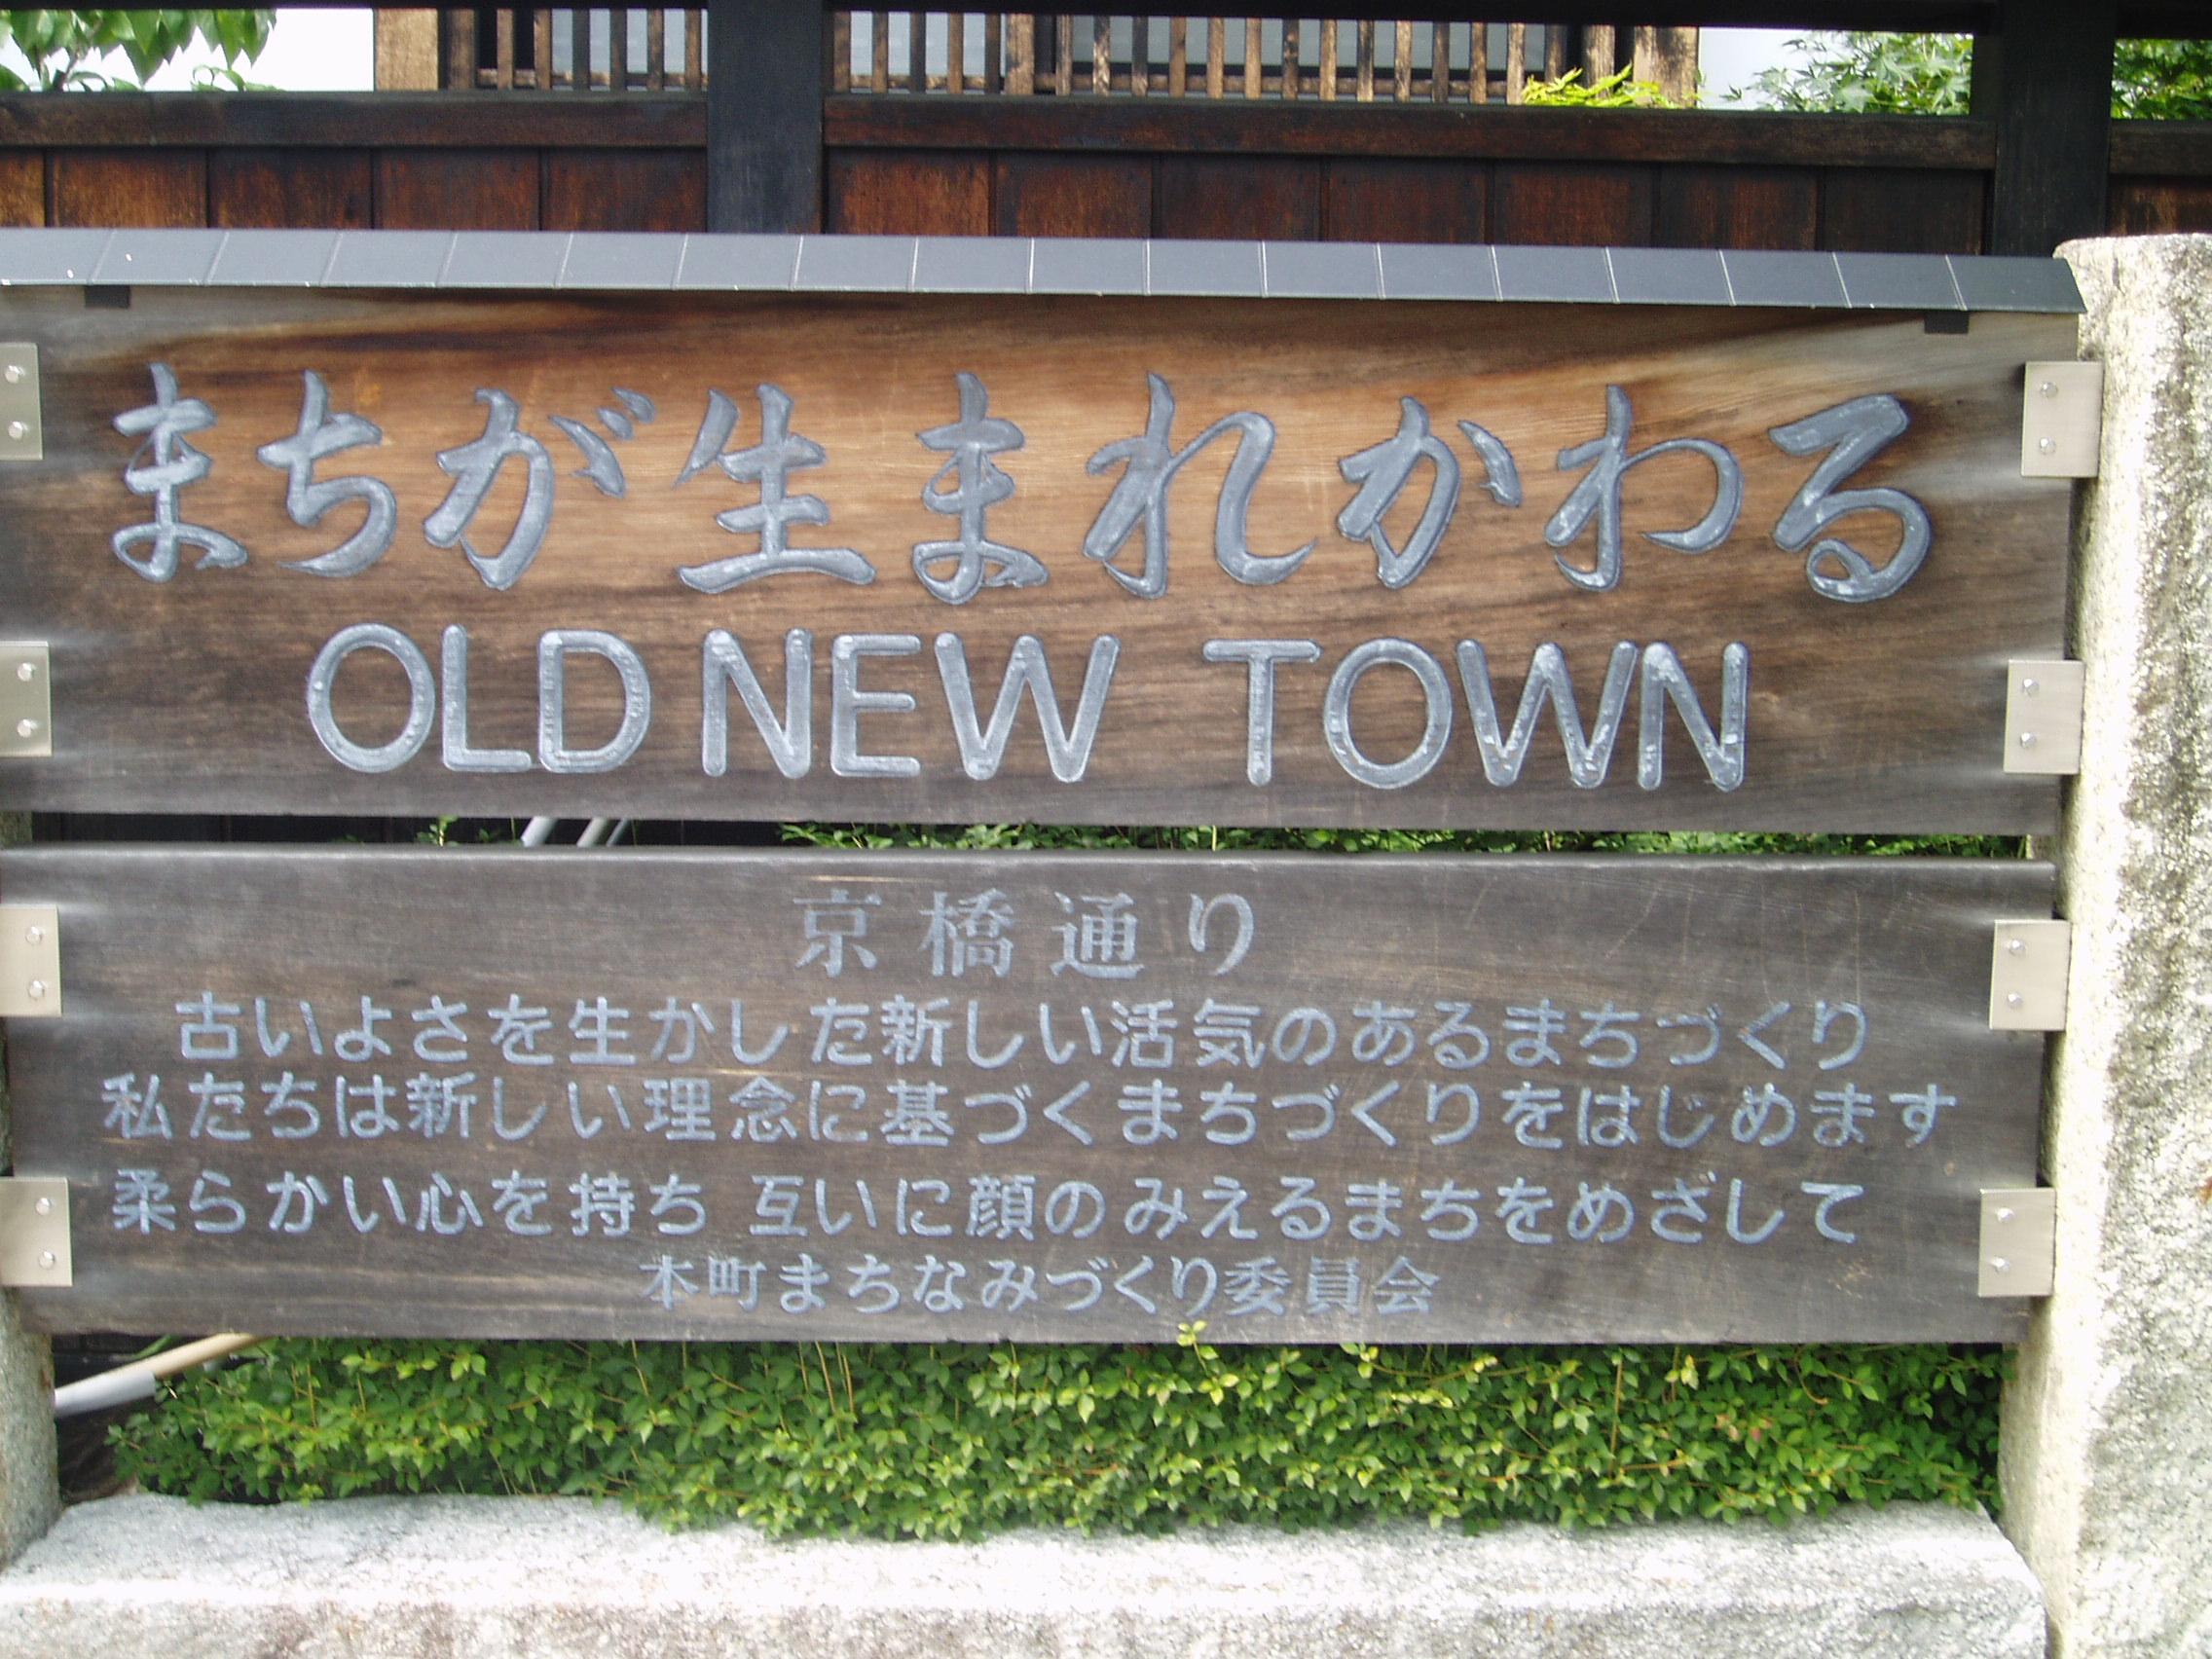 まちが生まれかわる
OLD NEW TOWN
京橋通り
古いよさを生かした新しい活気のあるまちづくり
私たちは新しい理念に基づくまちづくりをはじめます
柔らかい心を持ち 互いに顔のみえるまちをめざして
本町まちなみづくり委員会